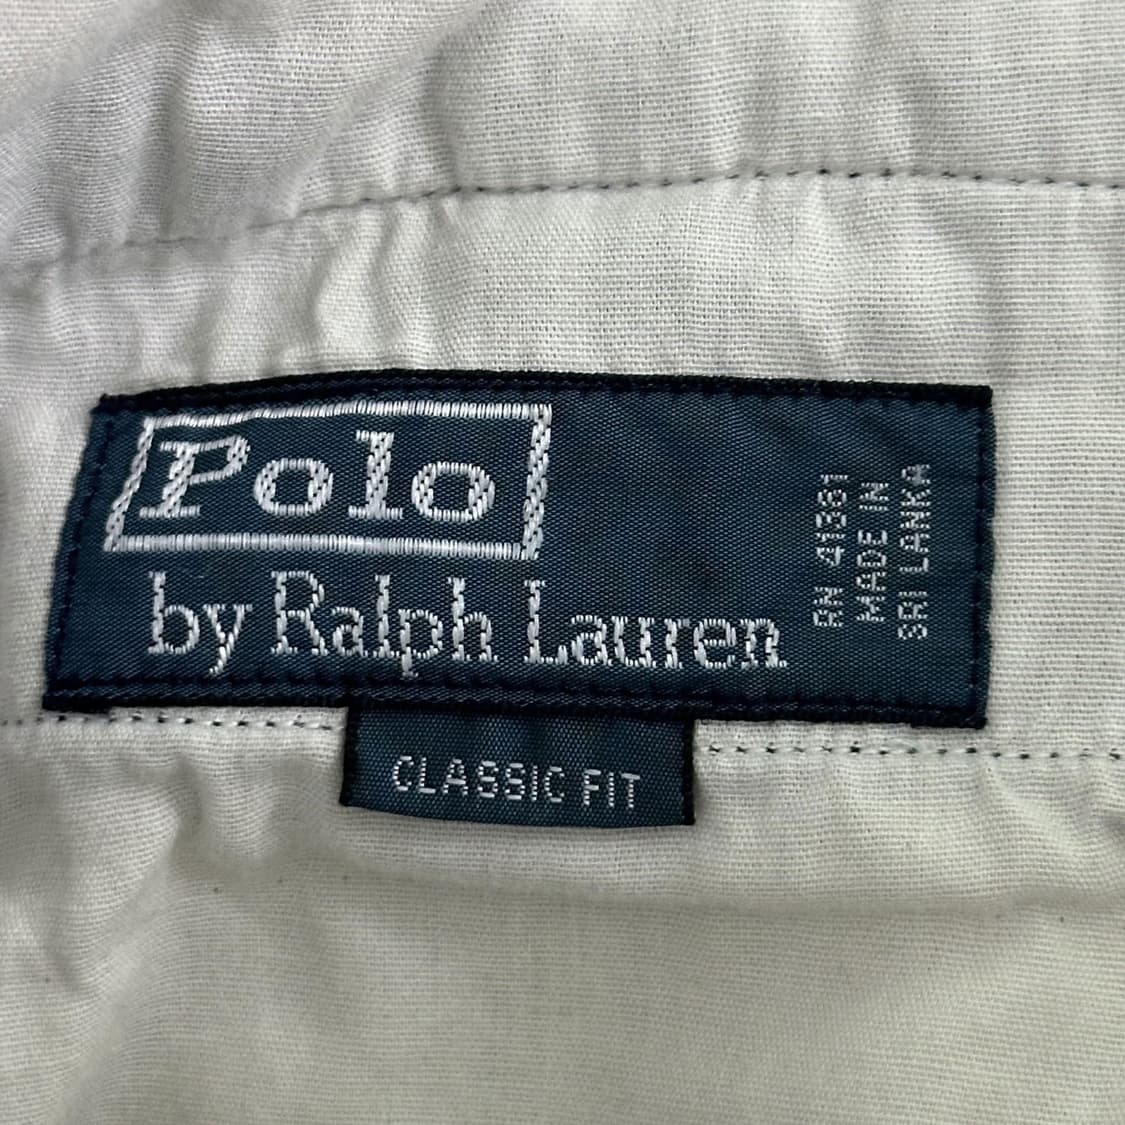 Polo
by Ralph Lauren
RN 41381
MADE IN
SRI LANKA
CLASSIC FIT